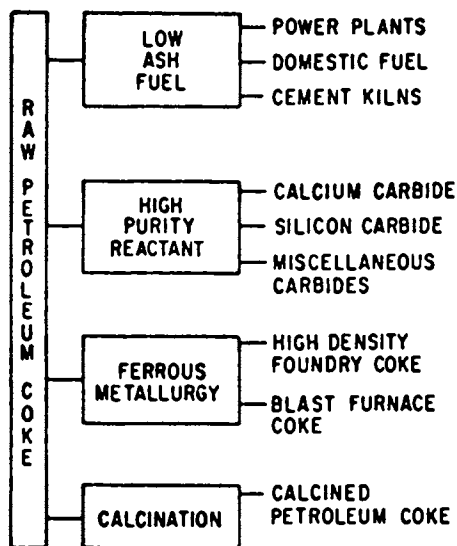 RAW PETROLEUM COKE
LOW
ASH
FUEL
POWER PLANTS
DOMESTIC FUEL
CEMENT KILNS
HIGH
PURITY
REACTANT
CALCIUM CARBIDE
SILICON CARBIDE
MISCELLANEOUS
CARBIDES
FERROUS
METALLURGY
HIGH DENSITY
FOUNDRY COKE
BLAST FURNACE
COKE
CALCINATION
CALCINED
PETROLEUM COKE